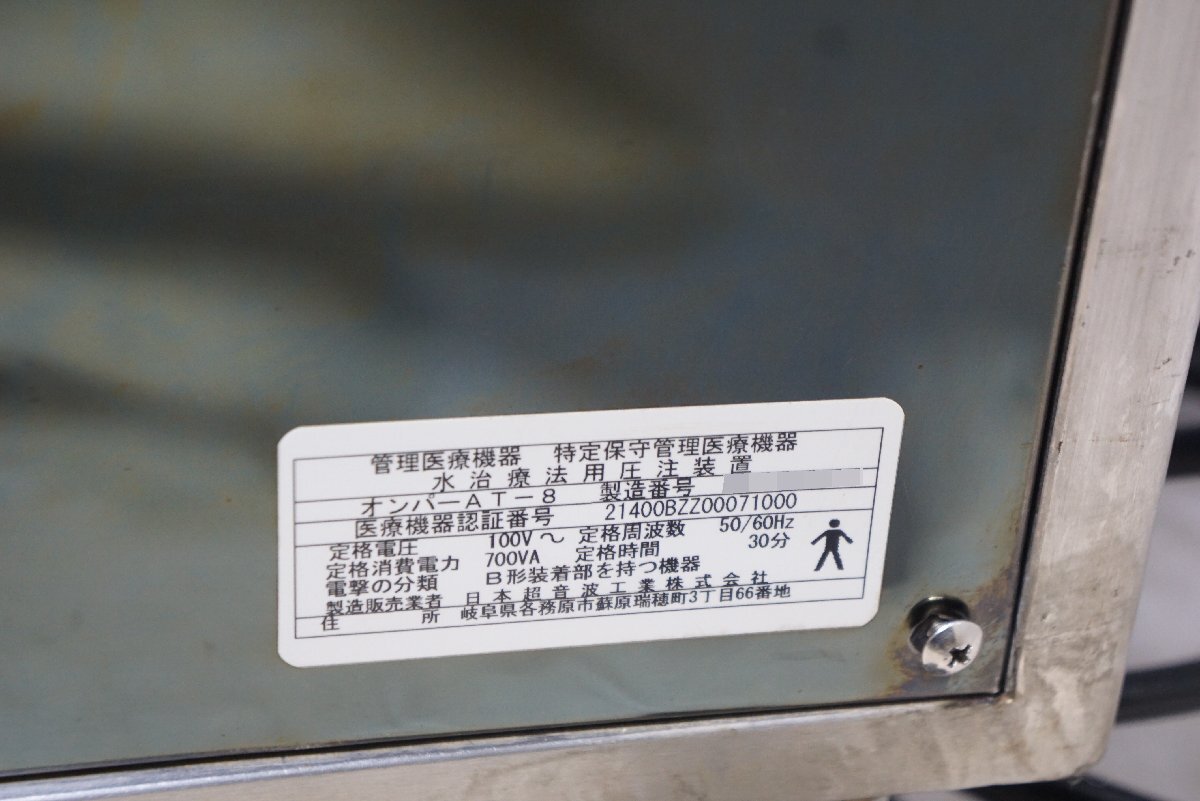 管理医療機器 特定保守管理医療機器
水治療法用圧注装置
オンパーAT-8 製造番号
医療機器認証番号 21400BZZ00071000
定格電圧 100V～ 定格周波数 50/60Hz
定格消費電力 700VA 定格時間 30分
電撃の分類 B形装着部を持つ機器
製造販売業者 日本超音波工業株式会社
住所 岐阜県各務原市蘇原瑞穂町3丁目66番地